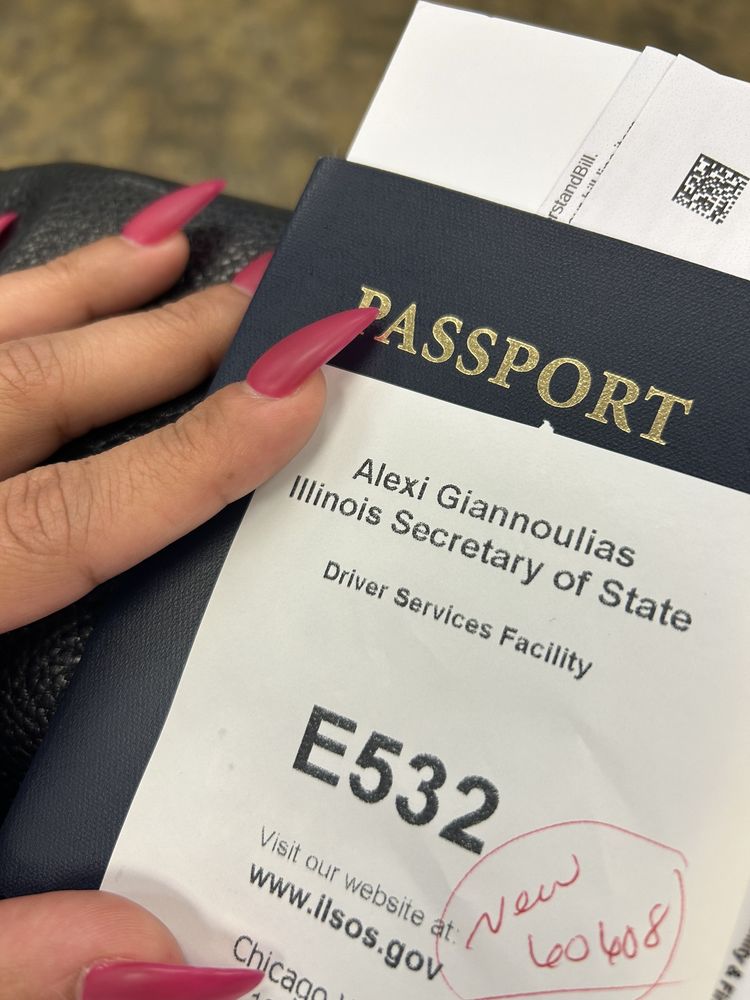 rstandBill.
PASSPORT
Alexi Giannoulias
Illinois Secretary of State
Driver Services Facility
E532
Visit our website at:
www.ilsos.gov
New
60608
Chicago